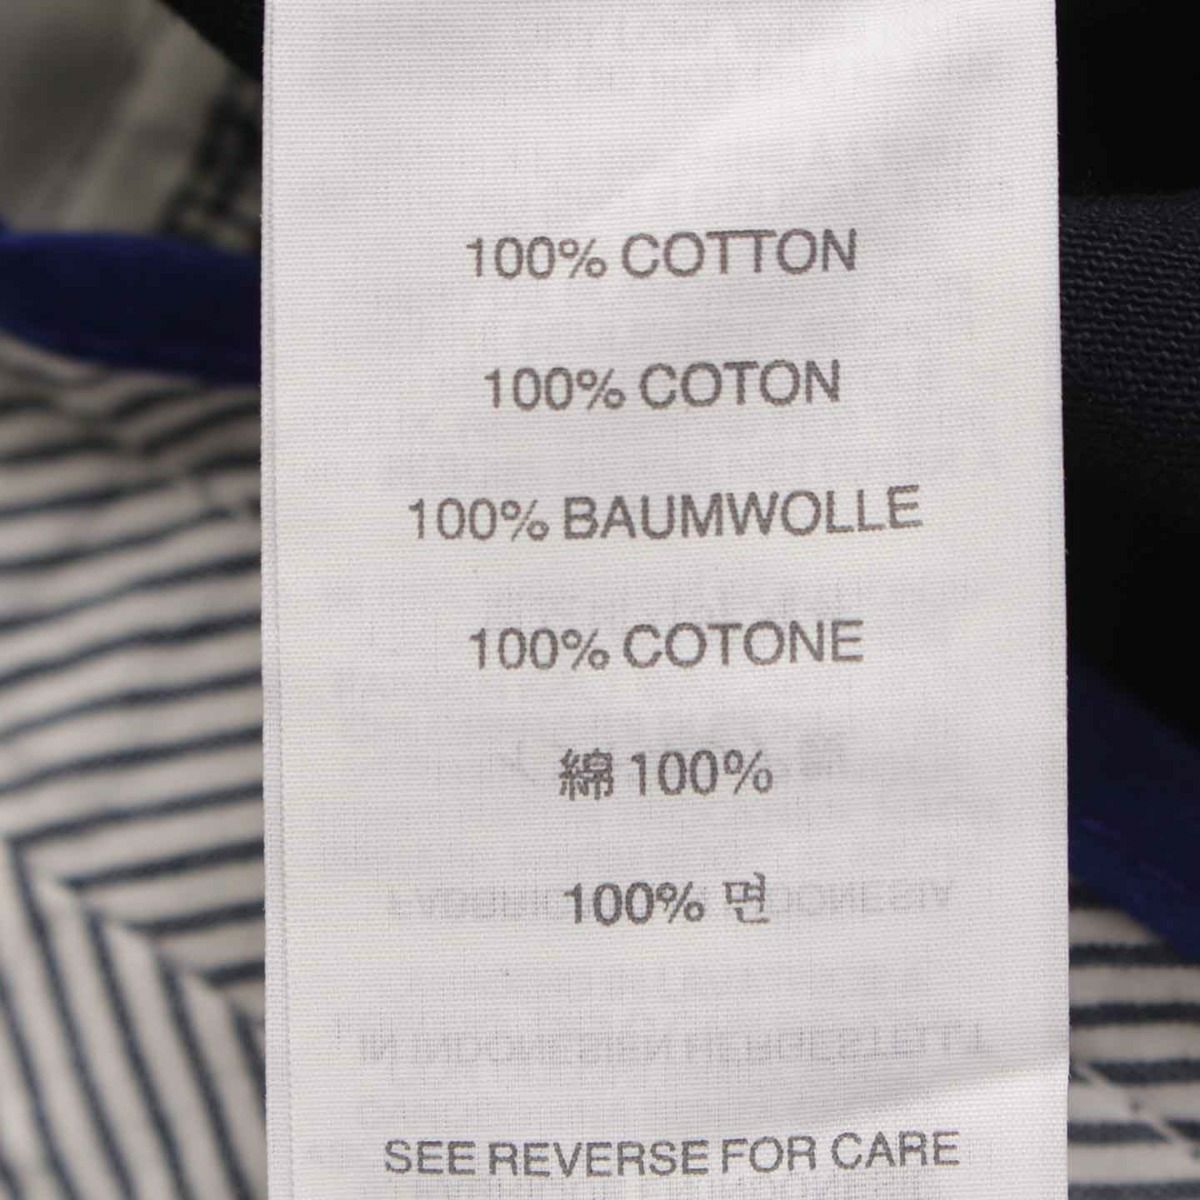 100% COTTON
100% COTON
100% BAUMWOLLE
100% COTONE
綿 100%
100% 면
SEE REVERSE FOR CARE